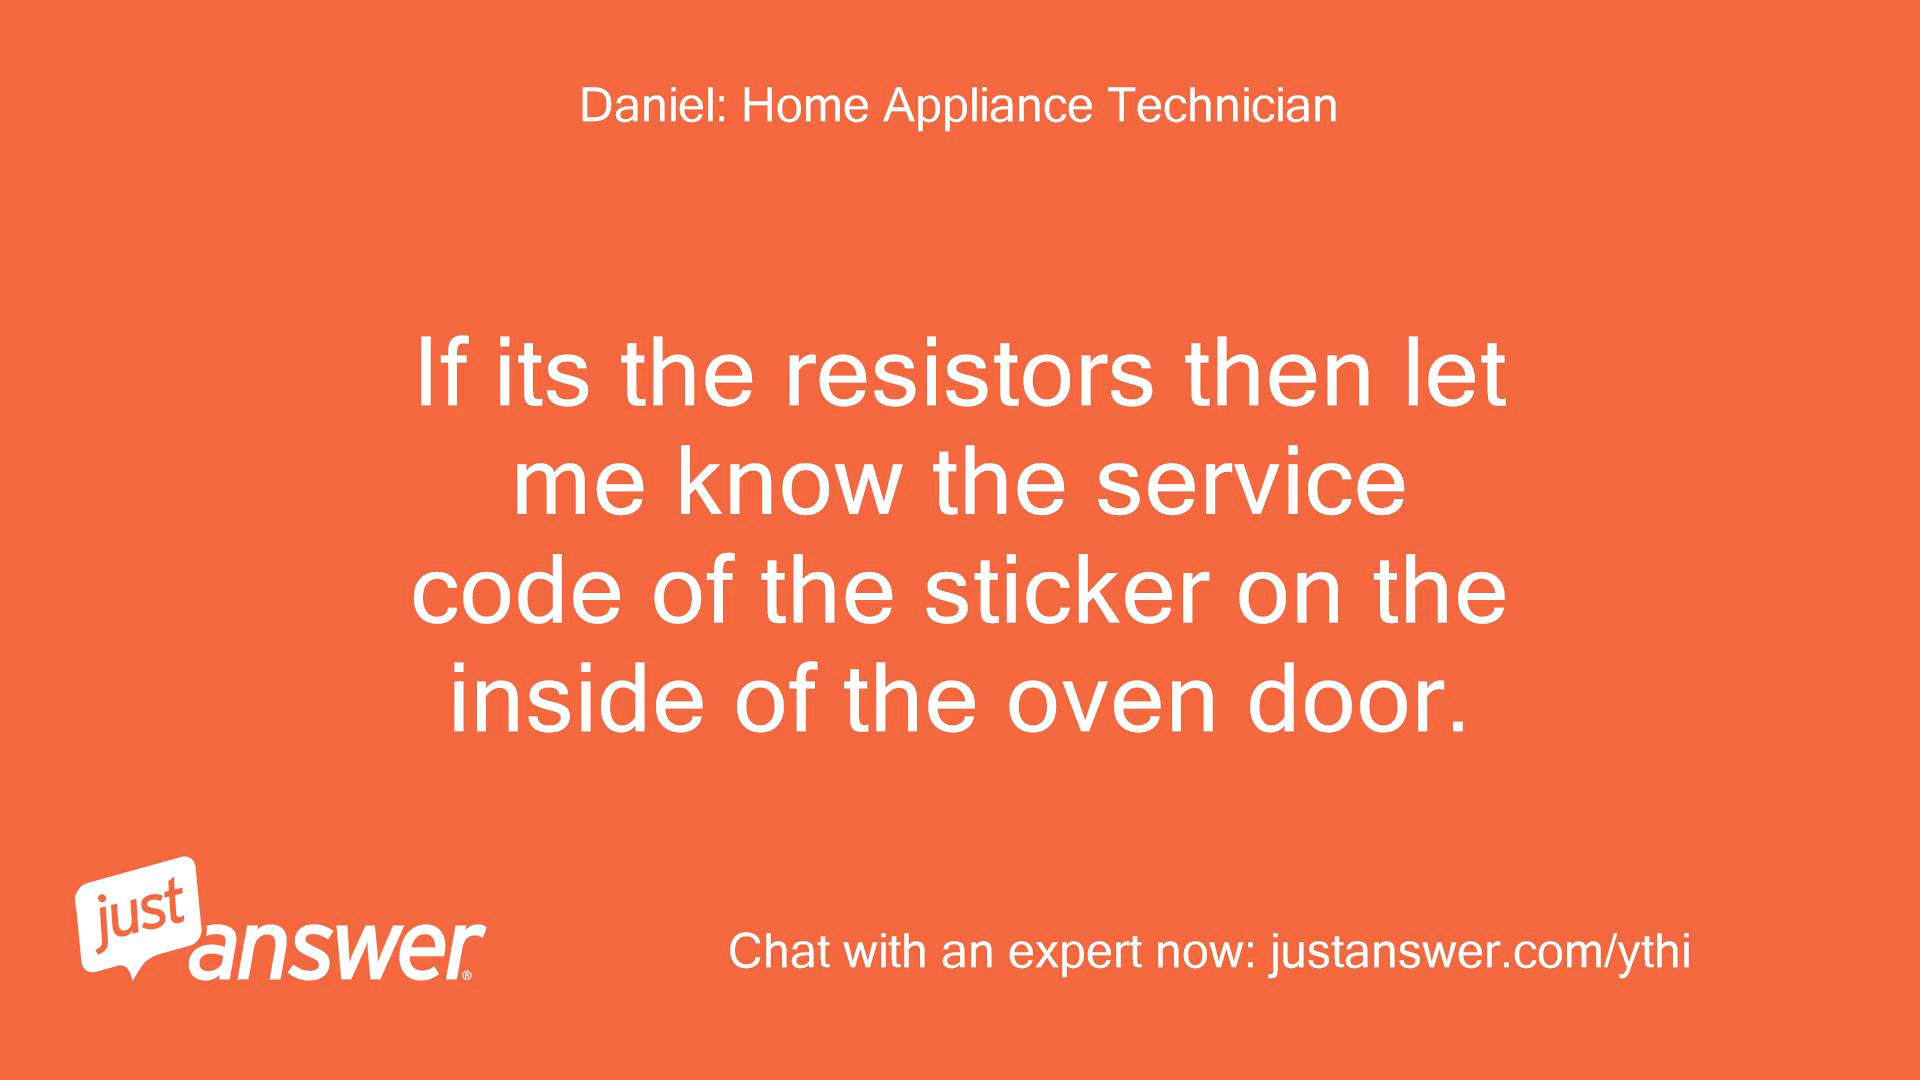 Daniel: Home Appliance Technician
If its the resistors then let
me know the service
code of the sticker on the
inside of the oven door.
just
answer®
Chat with an expert now: justanswer.com/ythi